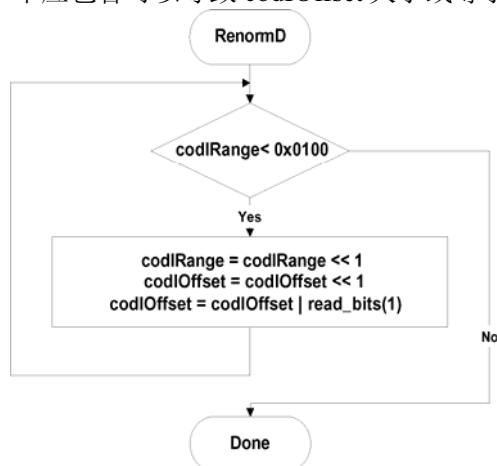 RenormD
codIRange< 0x0100
Yes
codIRange = codIRange << 1
codIOffset = codIOffset << 1
codIOffset = codIOffset | read_bits(1)
No
Done